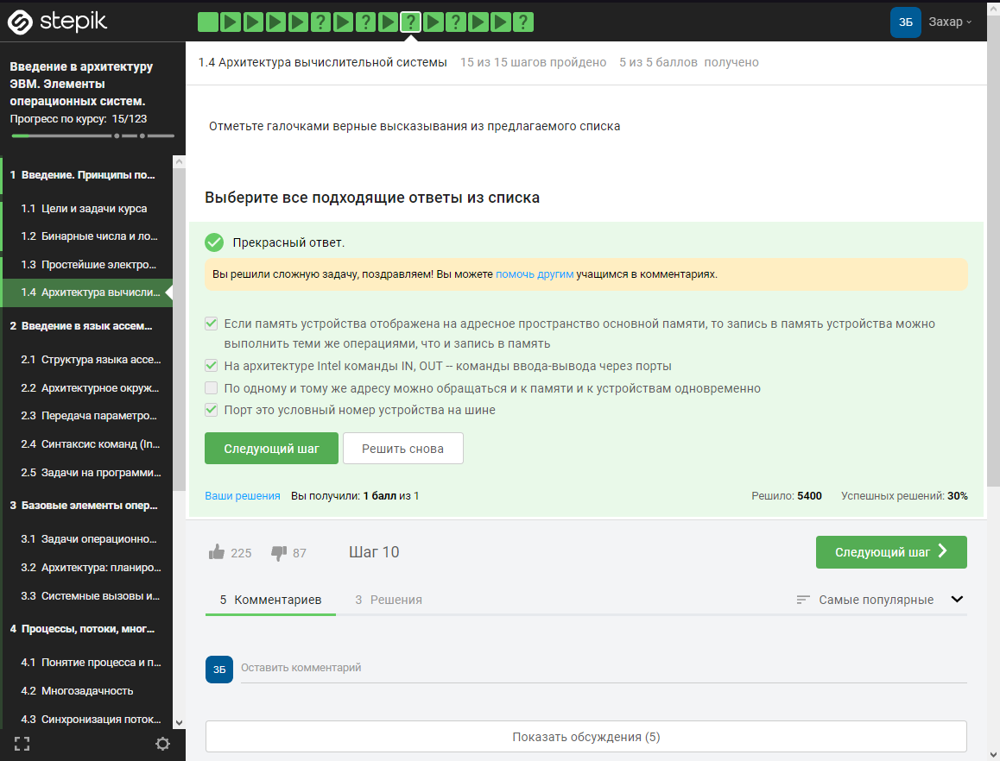 stepik
ЗБ Захар
Введение в архитектуру
ЭВМ. Элементы
операционных систем.
Прогресс по курсу: 15/123
1 Введение. Принципы по...
1.1 Цели и задачи курса
1.2 Бинарные числа и ло...
1.3 Простейшие электро...
1.4 Архитектура вычисли...
2 Введение в язык ассем...
2.1 Структура языка ассе...
2.2 Архитектурное окруж...
2.3 Передача параметро...
2.4 Синтаксис команд (In...
2.5 Задачи на программи...
3 Базовые элементы опер...
3.1 Задачи операционно...
3.2 Архитектура: планиро...
3.3 Системные вызовы и...
4 Процессы, потоки, мног...
4.1 Понятие процесса и п...
4.2 Многозадачность
4.3 Синхронизация поток...
1.4 Архитектура вычислительной системы 15 из 15 шагов пройдено 5 из 5 баллов получено
Отметьте галочками верные высказывания из предлагаемого списка
Выберите все подходящие ответы из списка
Прекрасный ответ.
Вы решили сложную задачу, поздравляем! Вы можете помочь другим учащимся в комментариях.
Если память устройства отображена на адресное пространство основной памяти, то запись в память устройства можно
выполнить теми же операциями, что и запись в память
На архитектуре Intel команды IN, OUT -- команды ввода-вывода через порты
По одному и тому же адресу можно обращаться и к памяти и к устройствам одновременно
Порт это условный номер устройства на шине
Следующий шаг Решить снова
Ваши решения Вы получили: 1 балл из 1 Решило: 5400 Успешных решений: 30%
225 87 Шаг 10 Следующий шаг
5 Комментариев 3 Решения Самые популярные
ЗБ Оставить комментарий
Показать обсуждения (5)